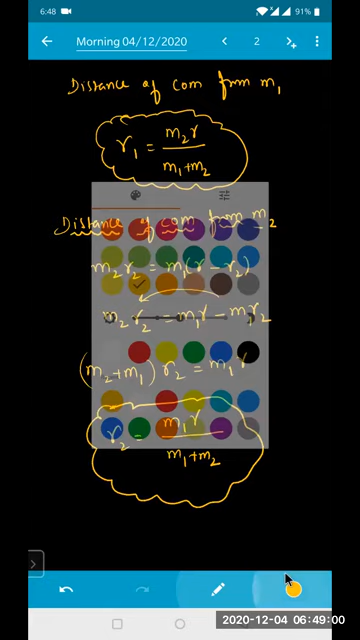 6:48
91%
Morning 04/12/2020
2
Distance of com from m₁
r₁ = m₂r / m₁+m₂
Distance of com from m₂
m₂r₂ = m₁(r − r₂)
m₂r₂ = m₁r − m₁r₂
(m₂+m₁) r₂ = m₁r
r₂ = m₁r / m₁+m₂
2020-12-04 06:49:00